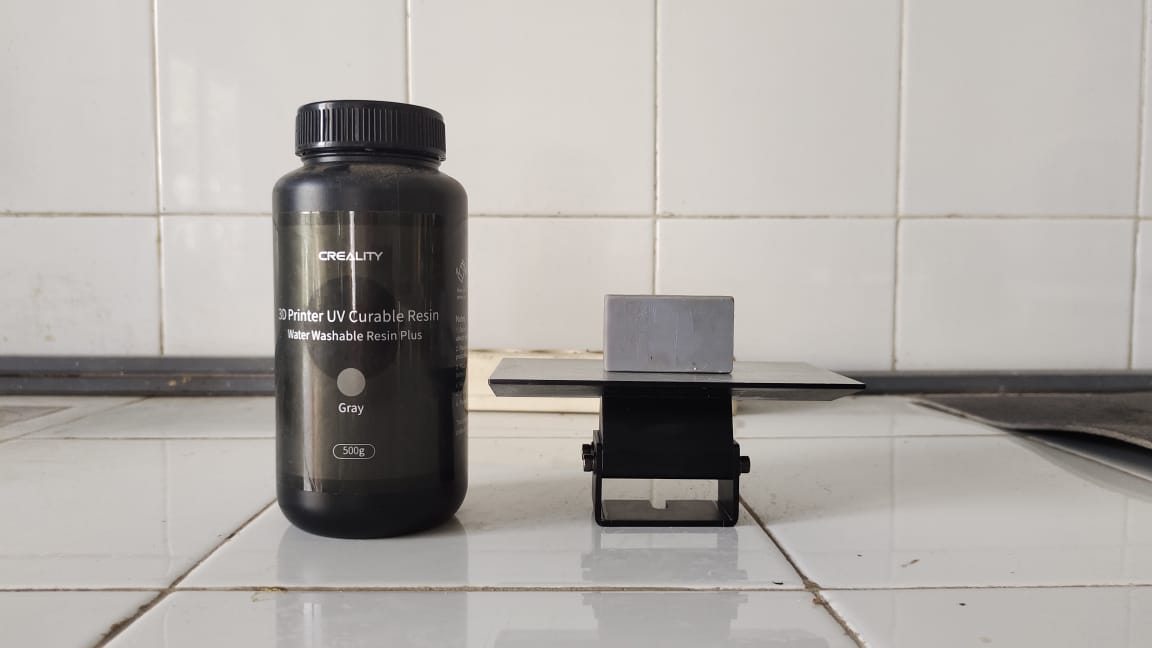 CREALITY
3D Printer UV Curable Resin
Water Washable Resin Plus
Gray
500g